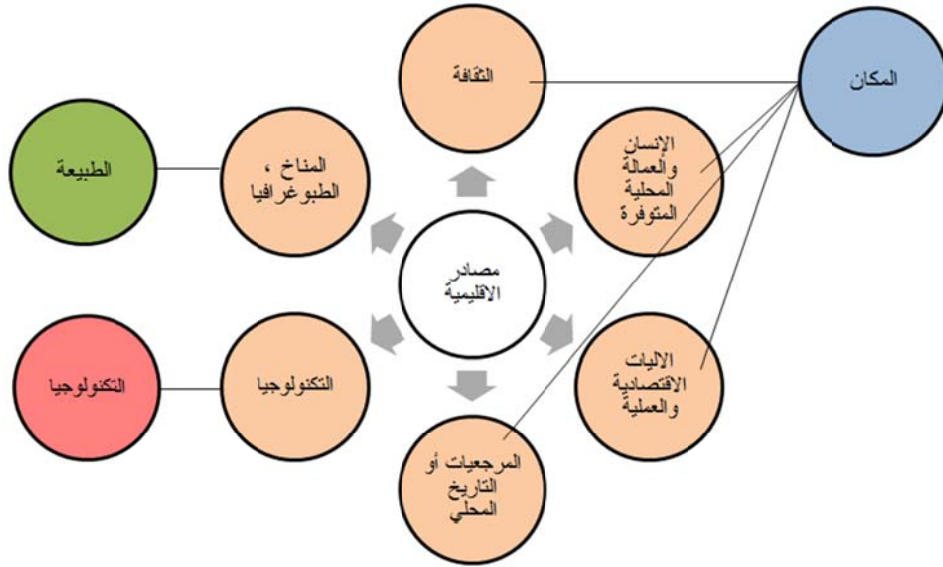 الثقافة
المكان
الإنسان
والعمالة
المحلية
المتوفرة
المناخ ،
الطبوغرافيا
الطبيعة
مصادر
الاقليمية
الاليات
الاقتصادية
والعملية
التكنولوجيا
التكنولوجيا
المرجعيات أو
التاريخ
المحلي